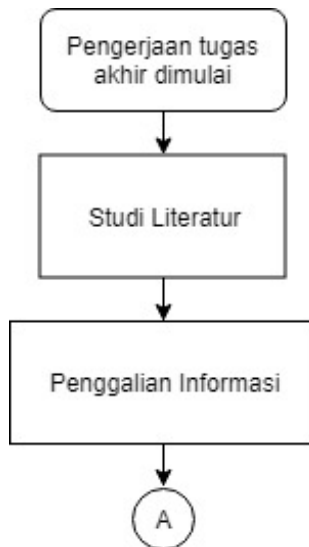 Pengerjaan tugas
akhir dimulai
Studi Literatur
Penggalian Informasi
A